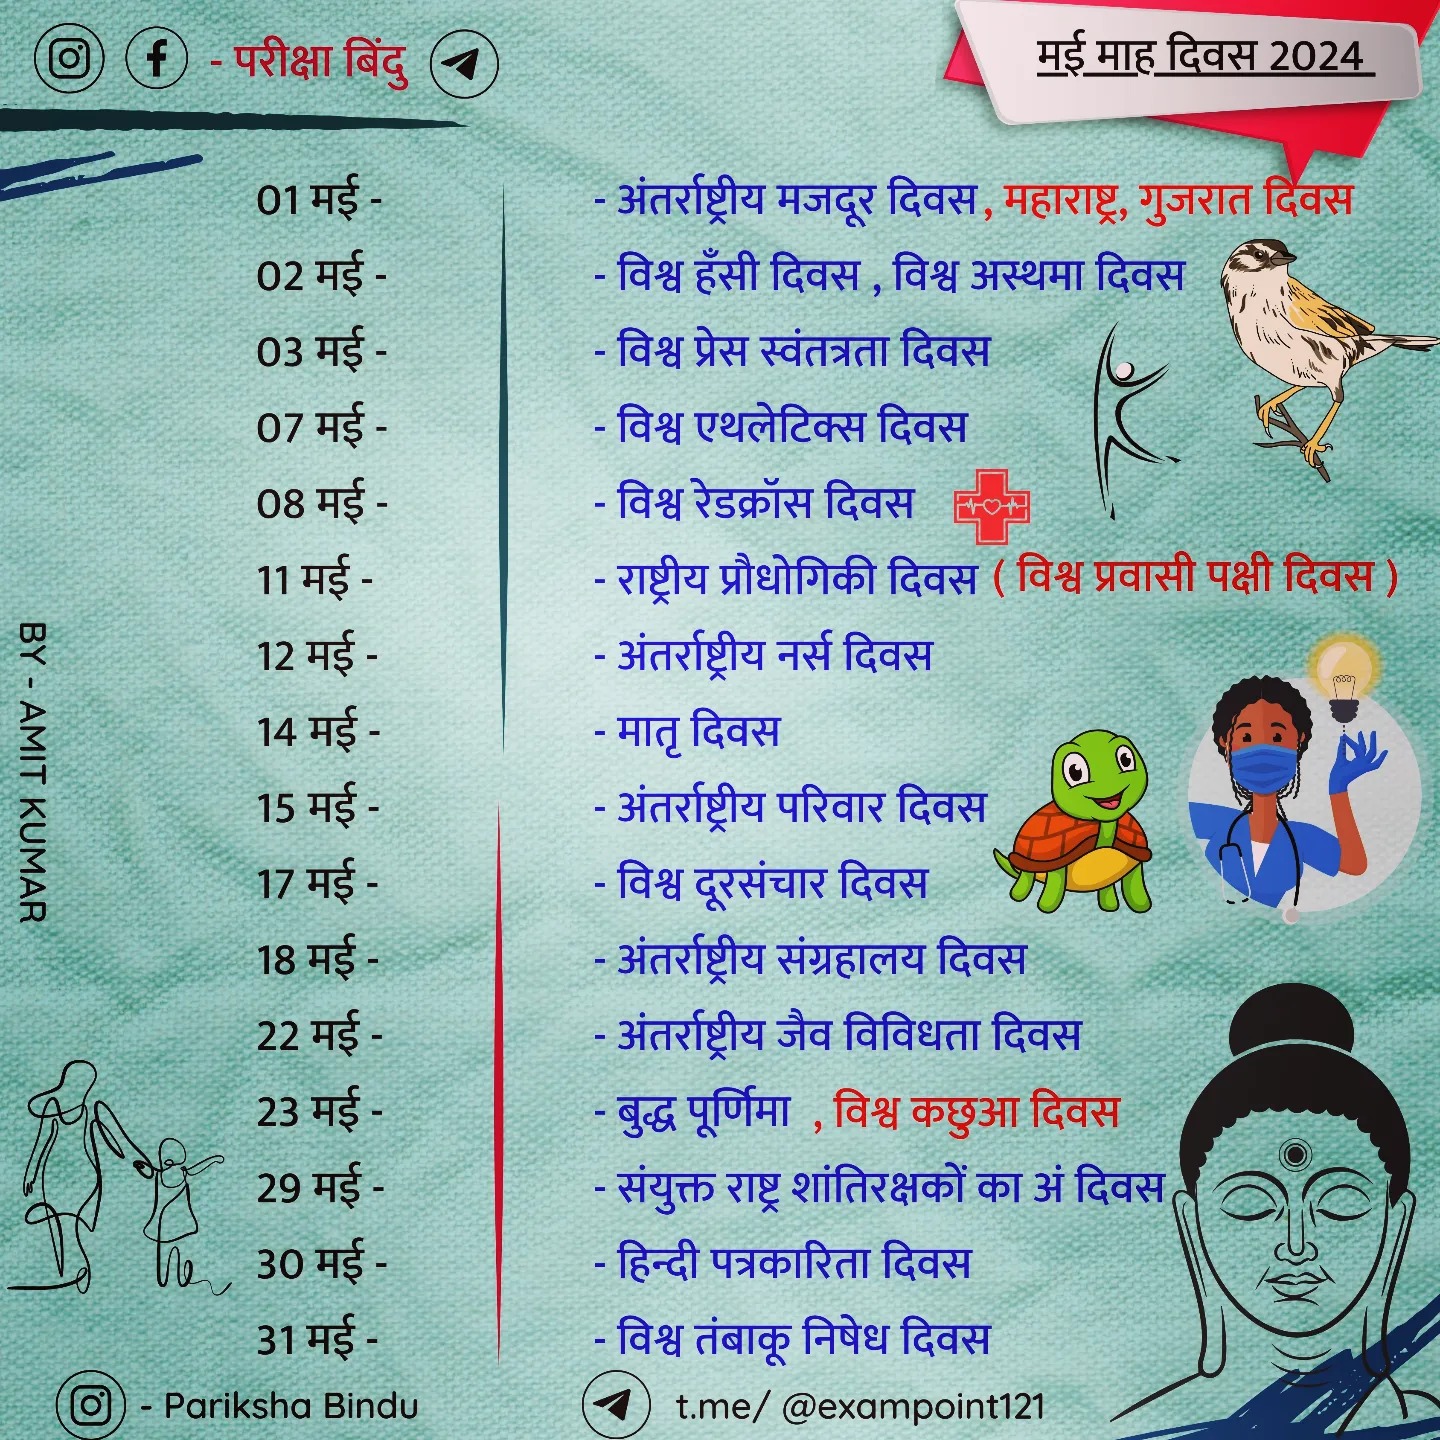 - परीक्षा बिंदु
मई माह दिवस 2024
01 मई - - अंतर्राष्ट्रीय मजदूर दिवस, महाराष्ट्र, गुजरात दिवस
02 मई - - विश्व हँसी दिवस , विश्व अस्थमा दिवस
03 मई - - विश्व प्रेस स्वंतत्रता दिवस
07 मई - - विश्व एथलेटिक्स दिवस
08 मई - - विश्व रेडक्रॉस दिवस
11 मई - - राष्ट्रीय प्रौधोगिकी दिवस ( विश्व प्रवासी पक्षी दिवस )
12 मई - - अंतर्राष्ट्रीय नर्स दिवस
14 मई - - मातृ दिवस
15 मई - - अंतर्राष्ट्रीय परिवार दिवस
17 मई - - विश्व दूरसंचार दिवस
18 मई - - अंतर्राष्ट्रीय संग्रहालय दिवस
22 मई - - अंतर्राष्ट्रीय जैव विविधता दिवस
23 मई - - बुद्ध पूर्णिमा , विश्व कछुआ दिवस
29 मई - - संयुक्त राष्ट्र शांतिरक्षकों का अं दिवस
30 मई - - हिन्दी पत्रकारिता दिवस
31 मई - - विश्व तंबाकू निषेध दिवस
BY - AMIT KUMAR
- Pariksha Bindu
t.me/ @exampoint121